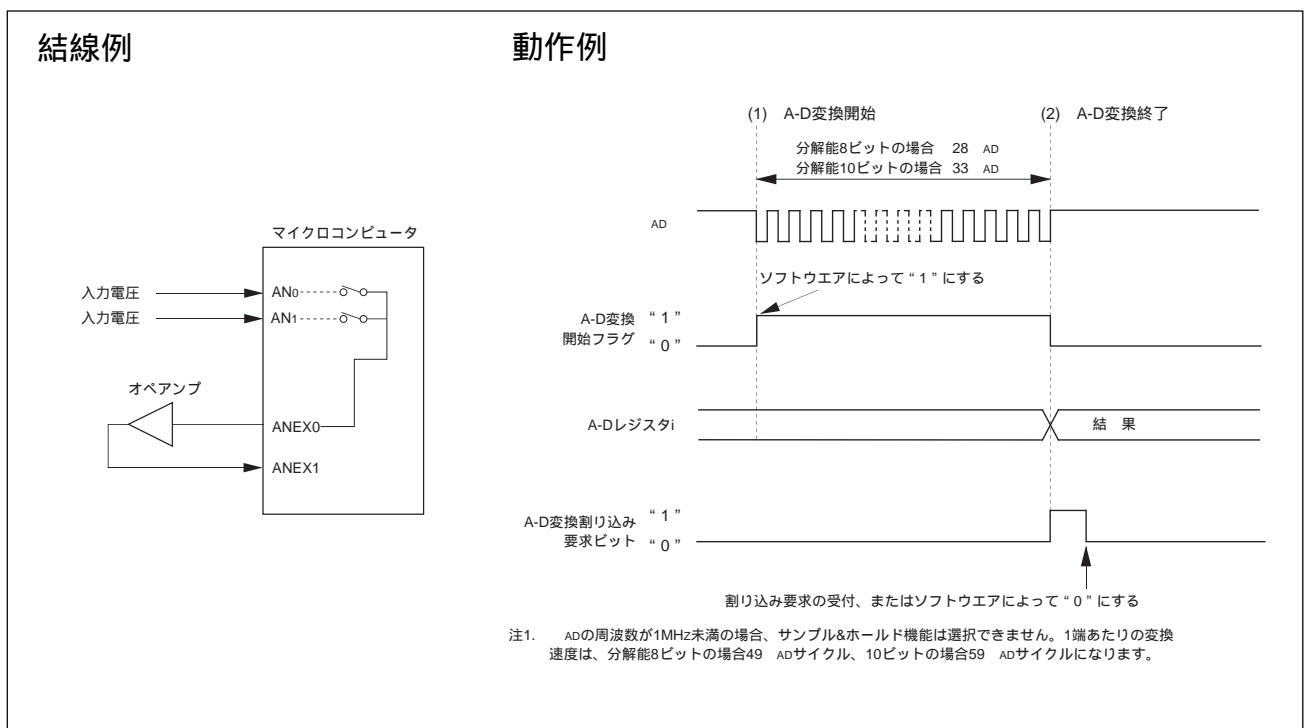 結線例
マイクロコンピュータ
入力電圧
AN0
入力電圧
AN1
オペアンプ
ANEX0
ANEX1
動作例
(1) A-D変換開始
(2) A-D変換終了
分解能8ビットの場合 28 AD
分解能10ビットの場合 33 AD
AD
ソフトウエアによって“1”にする
A-D変換 “1”
開始フラグ “0”
A-Dレジスタi
結 果
A-D変換割り込み “1”
要求ビット “0”
割り込み要求の受付、またはソフトウエアによって“0”にする
注1. ADの周波数が1MHz未満の場合、サンプル&ホールド機能は選択できません。1端あたりの変換
速度は、分解能8ビットの場合49 ADサイクル、10ビットの場合59 ADサイクルになります。